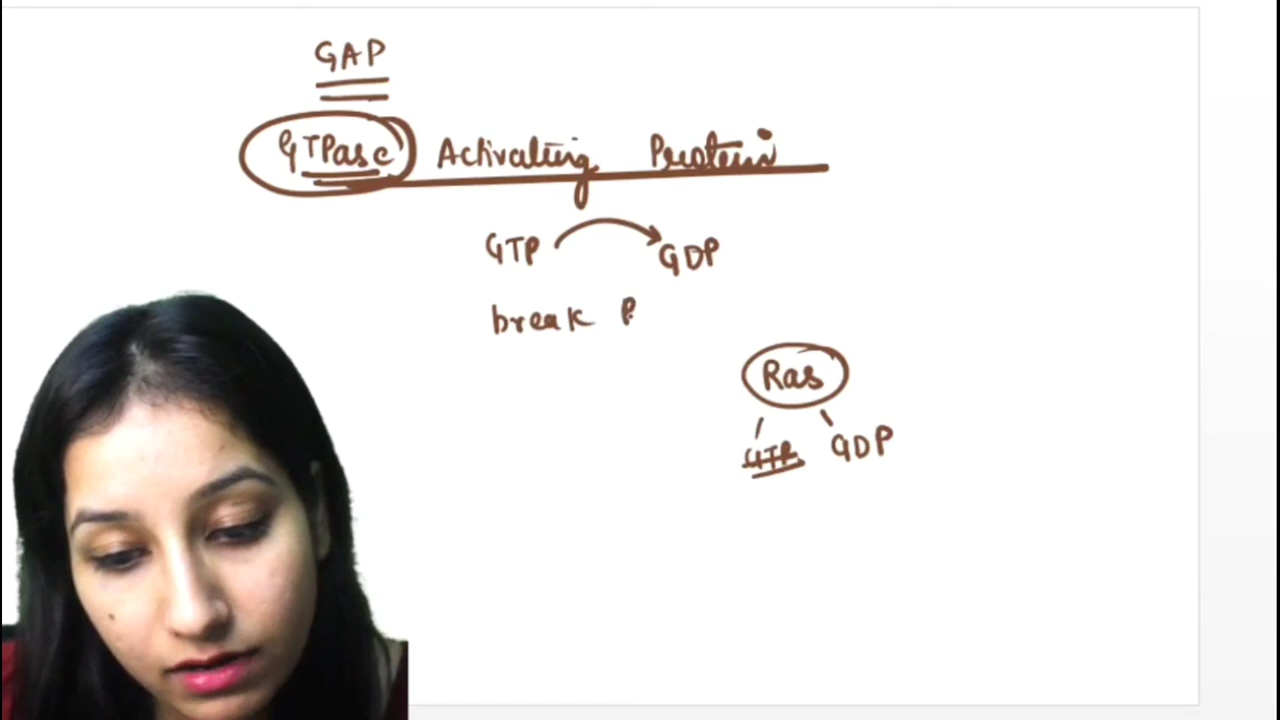 GAP
GTPase Activating Protein
GTP GDP
break P
Ras
GTP GDP